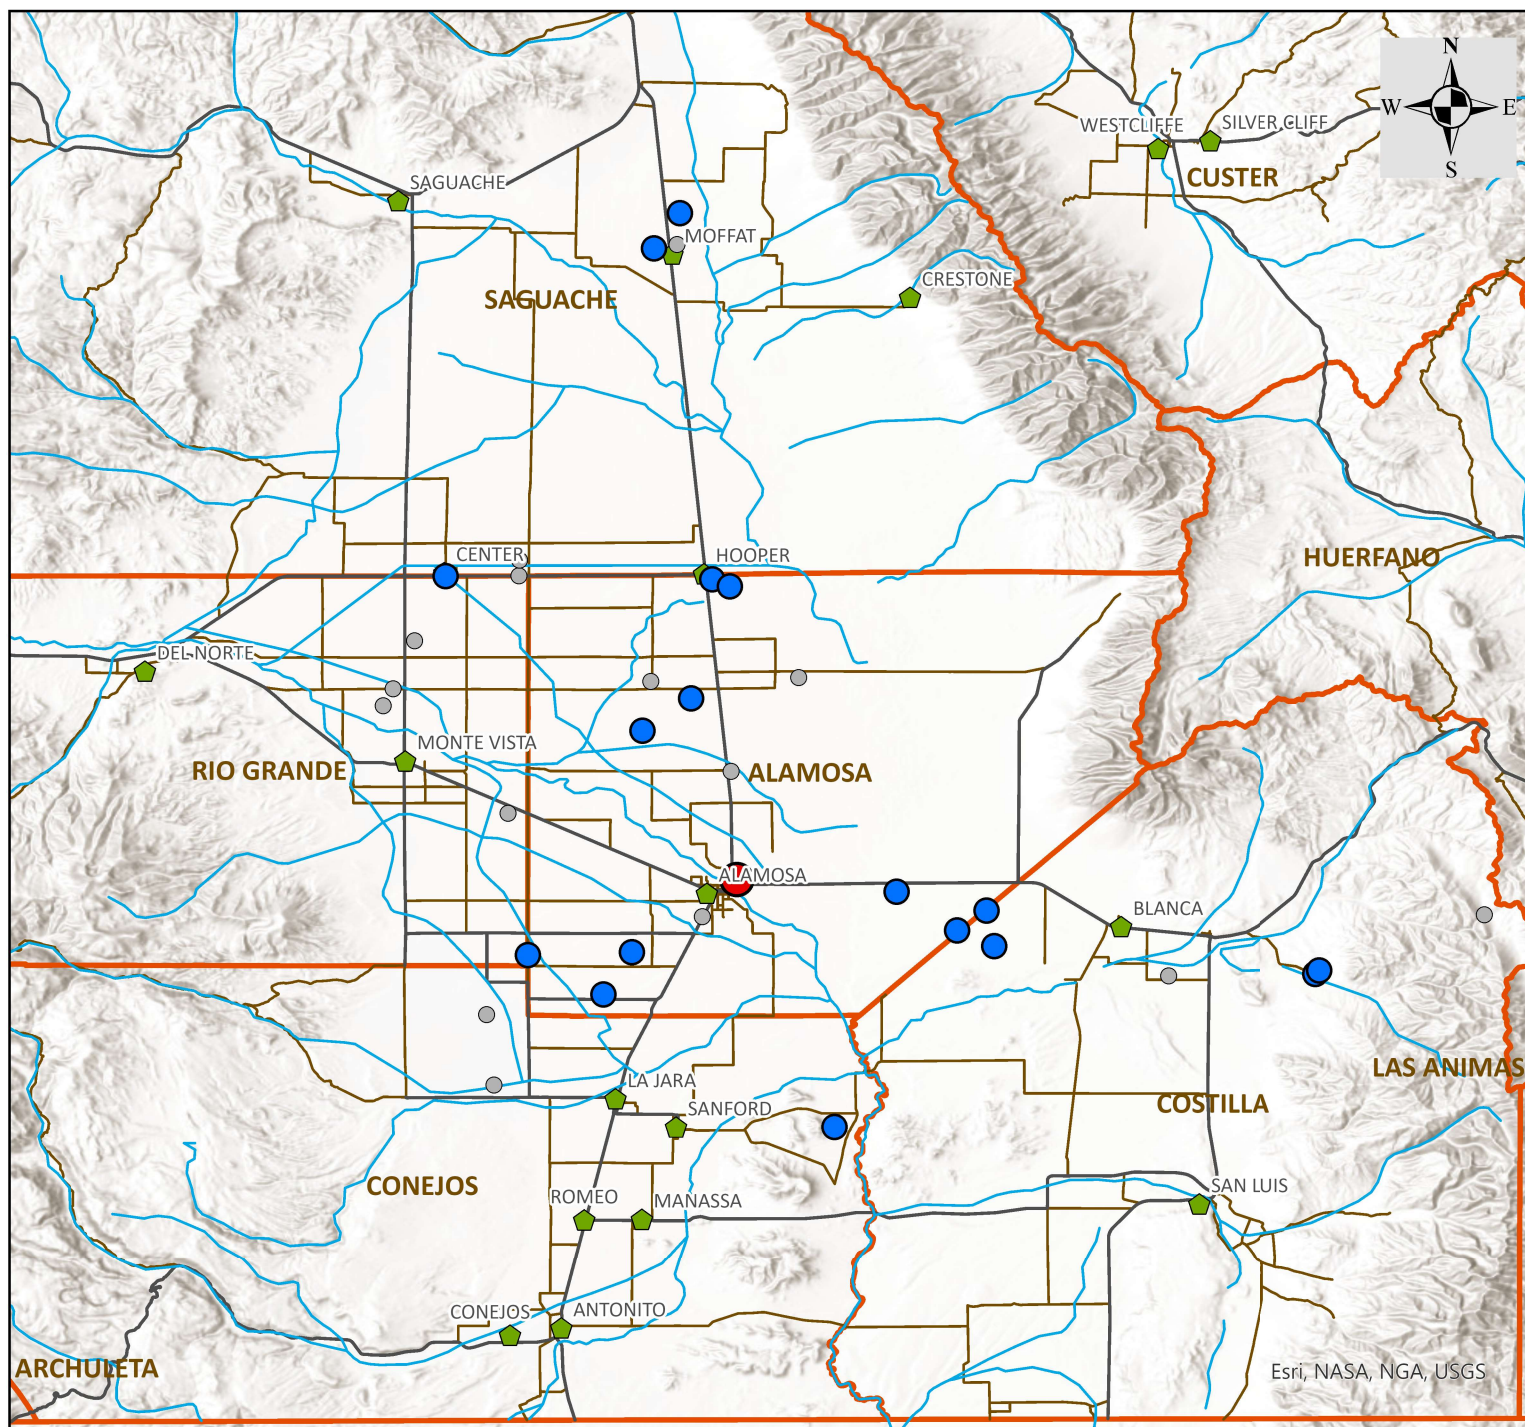 N
W E
S
WESTCLIFFE
SILVER CLIFF
CUSTER
SAGUACHE
MOFFAT
CRESTONE
SAGUACHE
CENTER
HOOPER
HUERFANO
DEL NORTE
MONTE VISTA
RIO GRANDE
ALAMOSA
ALAMOSA
BLANCA
LAS ANIMAS
LA JARA
SANFORD
COSTILLA
CONEJOS
ROMEO
MANASSA
SAN LUIS
CONEJOS
ANTONITO
ARCHULETA
Esri, NASA, NGA, USGS